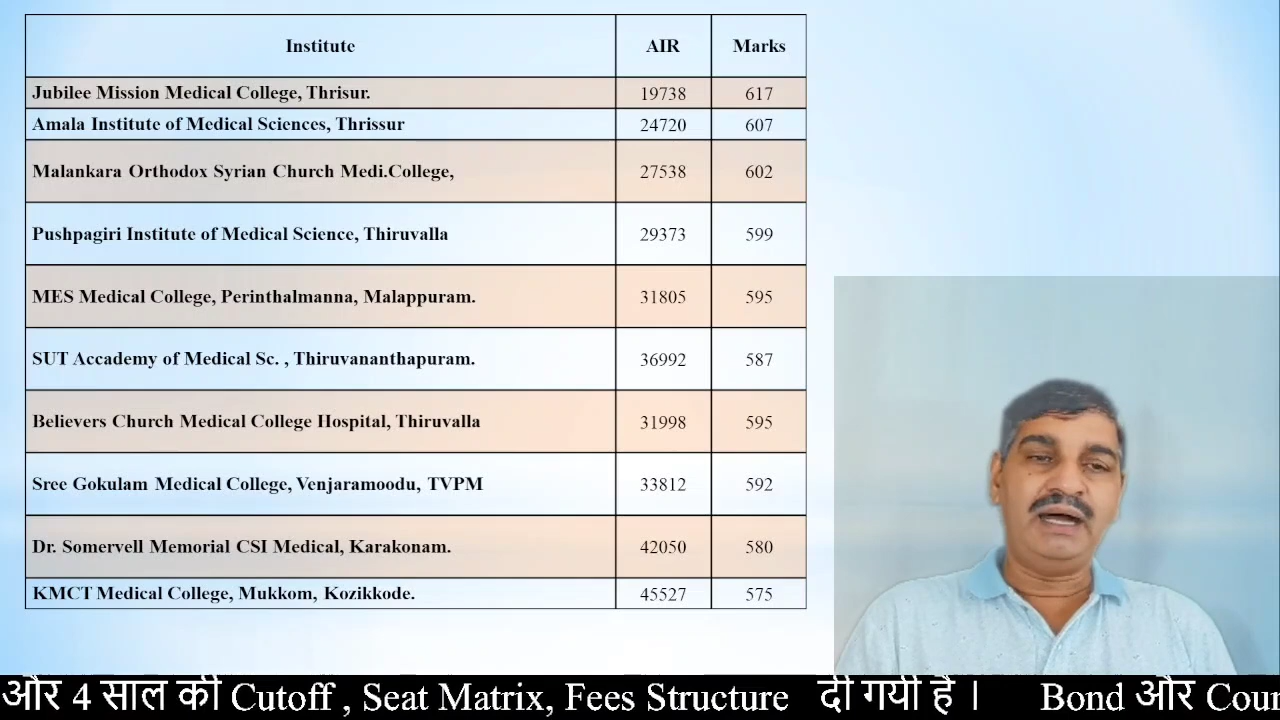 Institute AIR Marks
Jubilee Mission Medical College, Thrisur. 19738 617
Amala Institute of Medical Sciences, Thrissur 24720 607
Malankara Orthodox Syrian Church Medi.College, 27538 602
Pushpagiri Institute of Medical Science, Thiruvalla 29373 599
MES Medical College, Perinthalmanna, Malappuram. 31805 595
SUT Accademy of Medical Sc. , Thiruvananthapuram. 36992 587
Believers Church Medical College Hospital, Thiruvalla 31998 595
Sree Gokulam Medical College, Venjaramoodu, TVPM 33812 592
Dr. Somervell Memorial CSI Medical, Karakonam. 42050 580
KMCT Medical College, Mukkom, Kozikkode. 45527 575
और 4 साल की Cutoff , Seat Matrix, Fees Structure दी गयी है । Bond और Cour